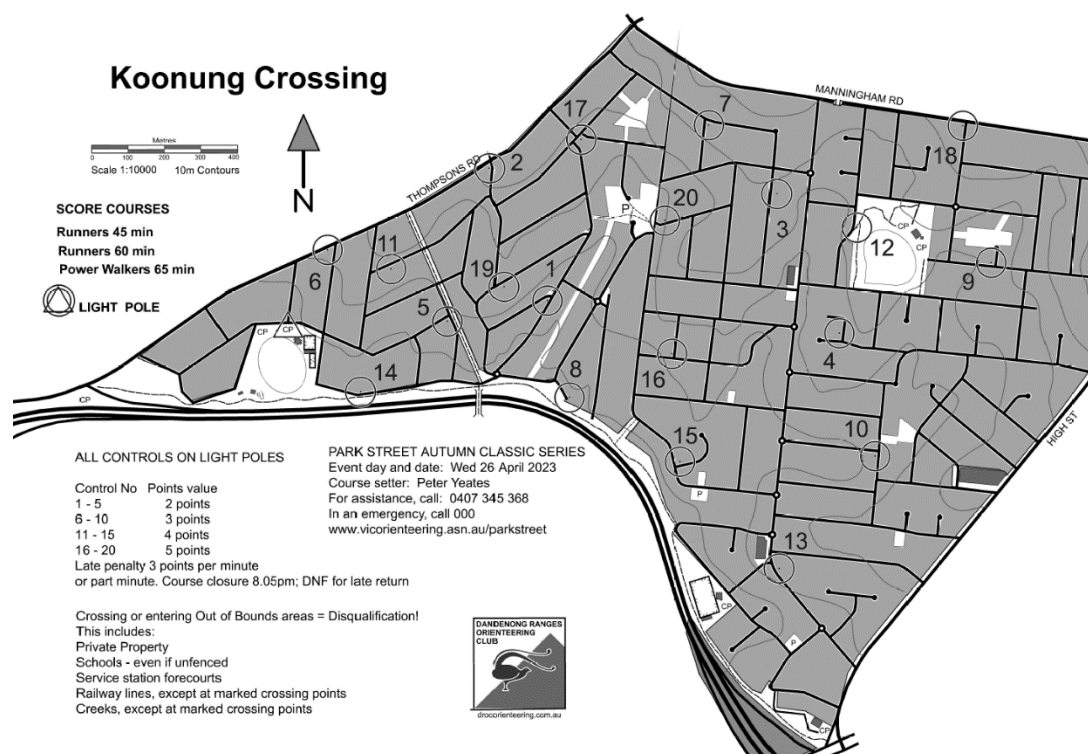 Koonung Crossing
Metres
0 100 200 300 400
Scale 1:10000 10m Contours
N
SCORE COURSES
Runners 45 min
Runners 60 min
Power Walkers 65 min
LIGHT POLE
MANNINGHAM RD
THOMPSONS RD
HIGH ST
7
17
2
18
20
P
3
12
CP
CP
11
6
19
1
9
5
CP
CP
4
14
8
16
CP
10
15
P
13
CP
P
CP
ALL CONTROLS ON LIGHT POLES
Control No Points value
1 - 5 2 points
6 - 10 3 points
11 - 15 4 points
16 - 20 5 points
Late penalty 3 points per minute
or part minute. Course closure 8.05pm; DNF for late return
Crossing or entering Out of Bounds areas = Disqualification!
This includes:
Private Property
Schools - even if unfenced
Service station forecourts
Railway lines, except at marked crossing points
Creeks, except at marked crossing points
PARK STREET AUTUMN CLASSIC SERIES
Event day and date: Wed 26 April 2023
Course setter: Peter Yeates
For assistance, call: 0407 345 368
In an emergency, call 000
www.vicorienteering.asn.au/parkstreet
DANDENONG RANGES
ORIENTEERING
CLUB
drocorienteering.com.au